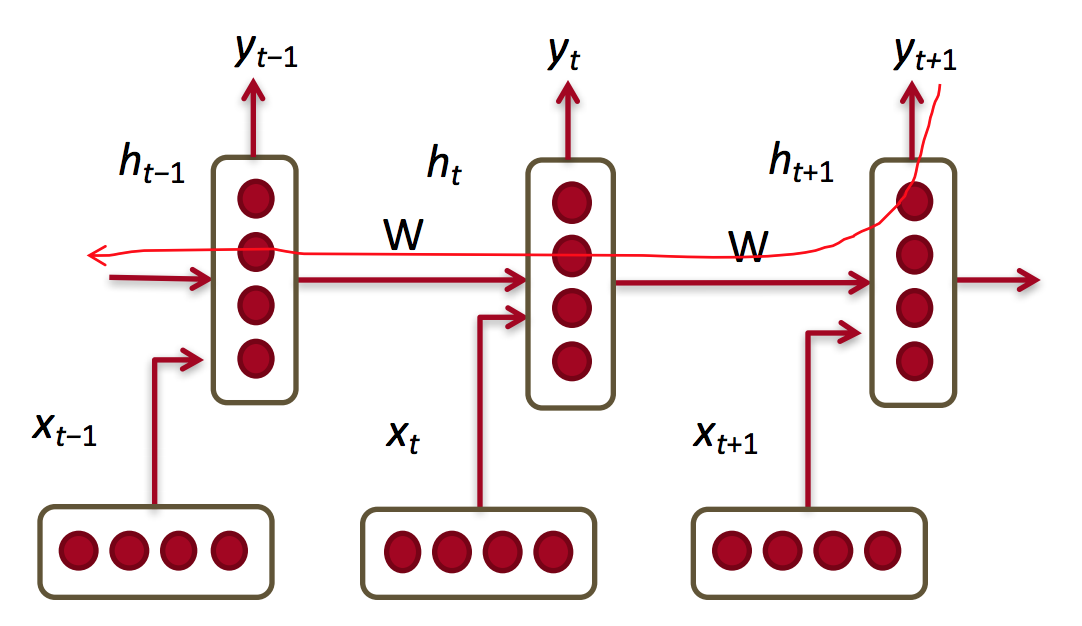 y_{t−1} y_t y_{t+1}
h_{t−1} h_t h_{t+1}
W W
x_{t−1} x_t x_{t+1}